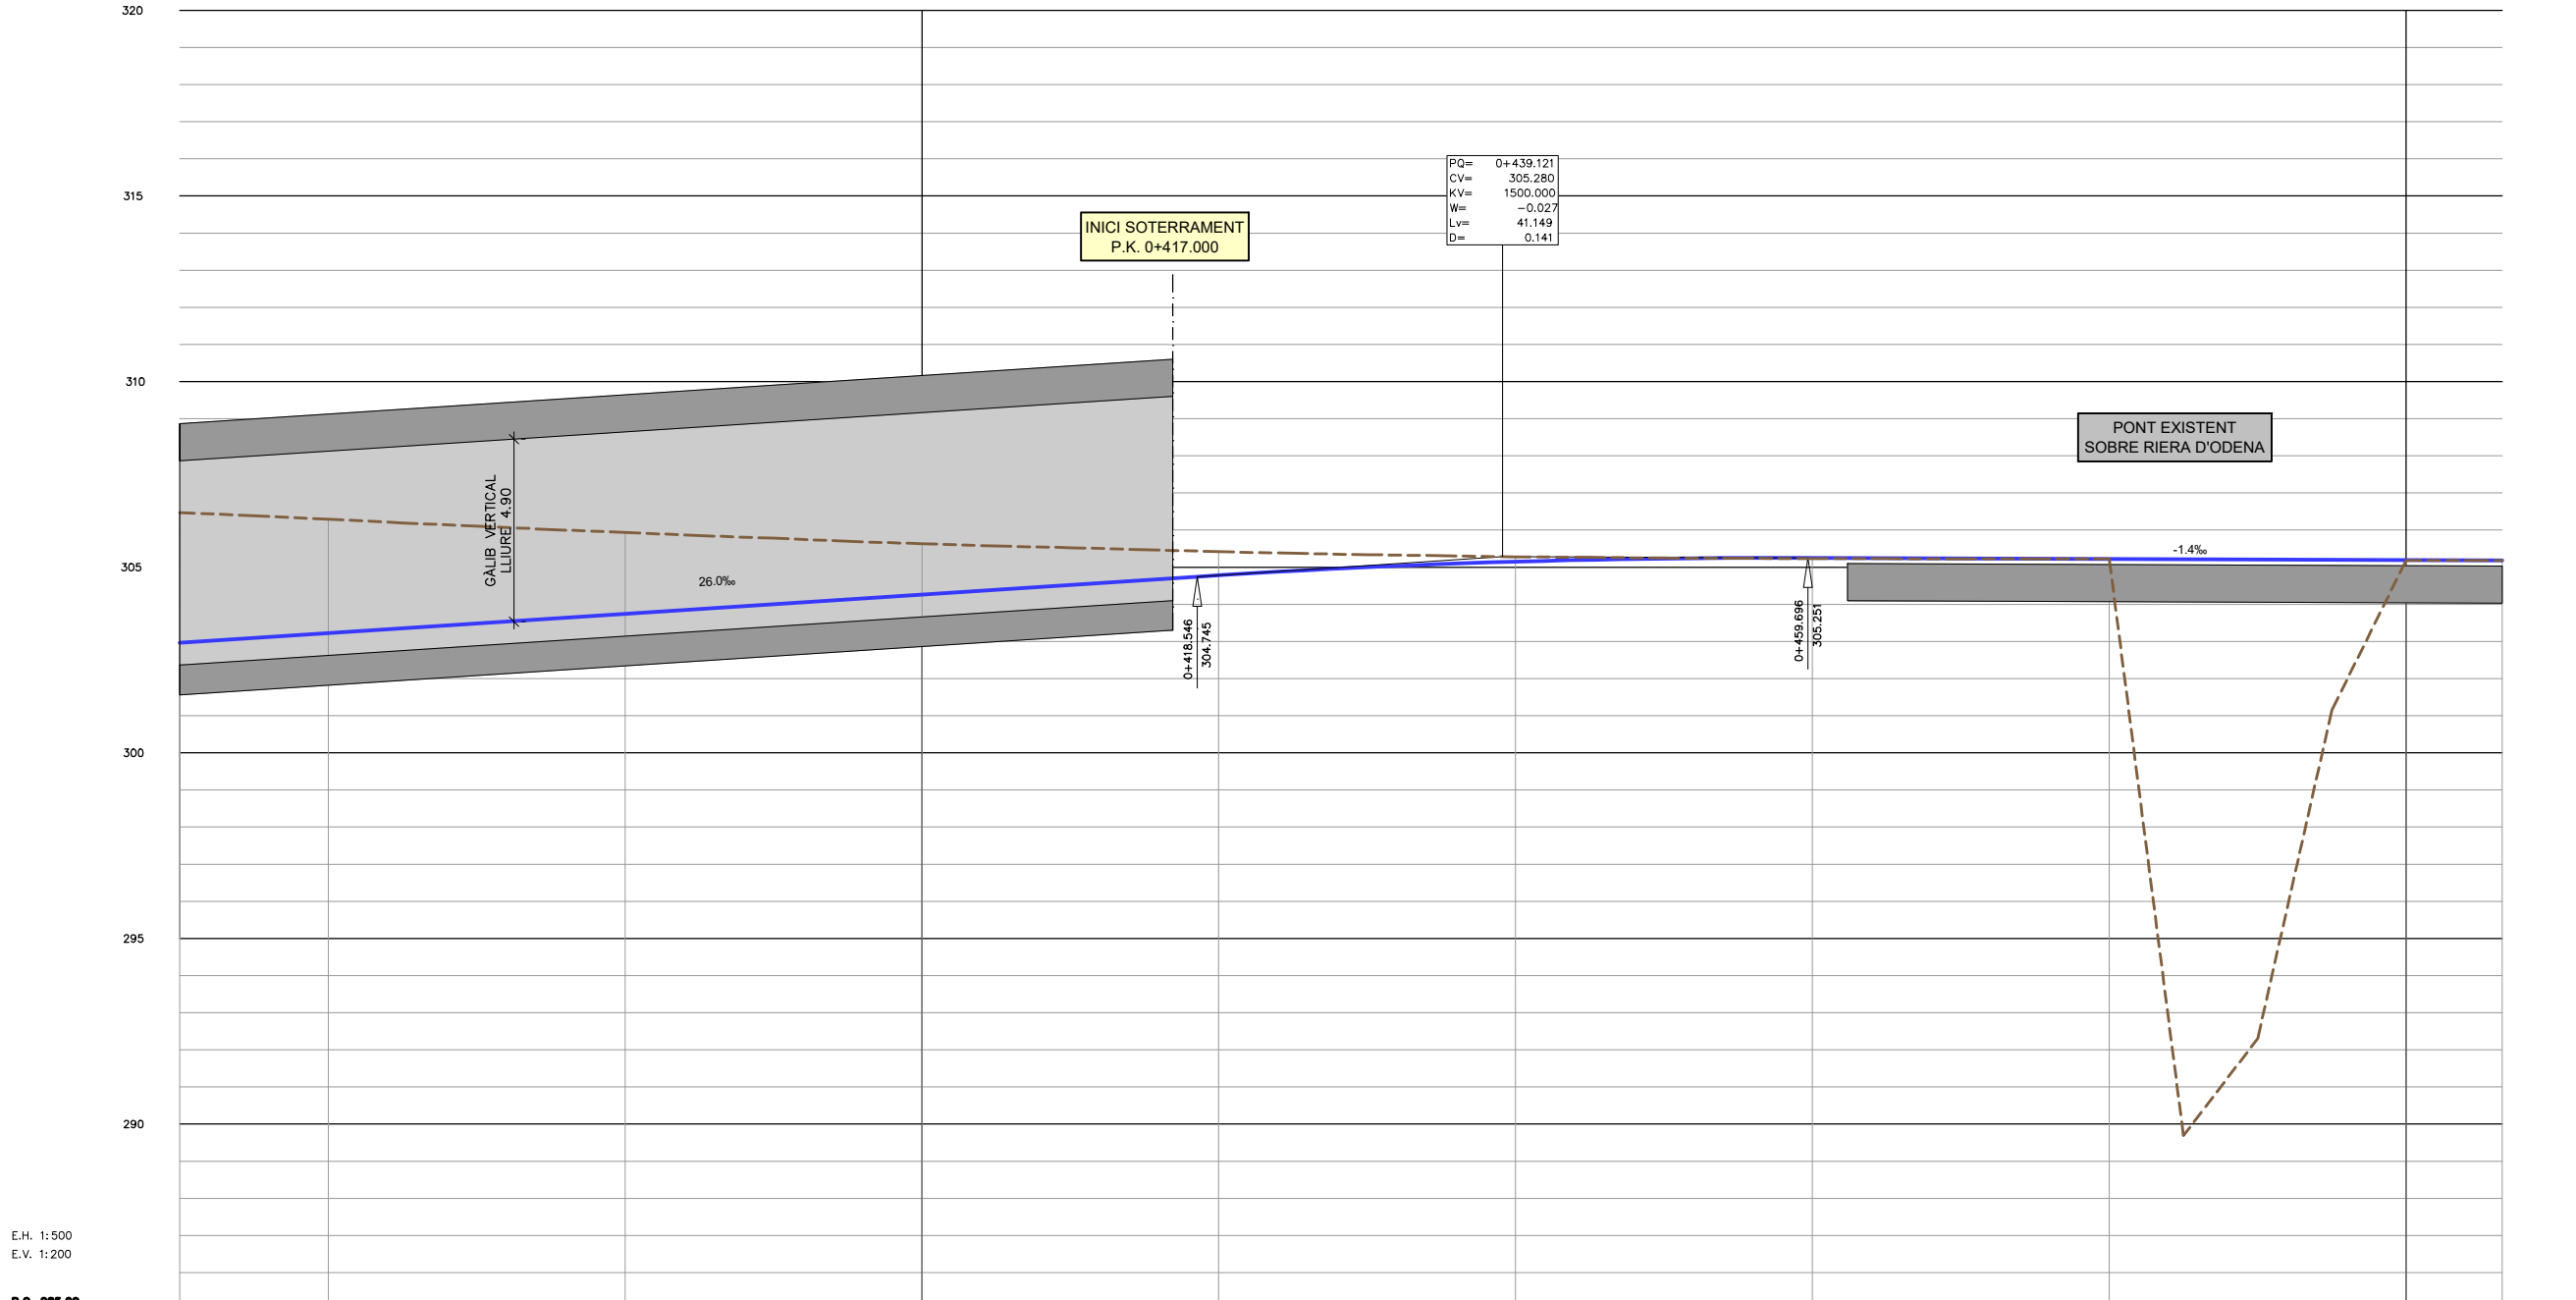 320
PQ= 0+439.121
CV= 305.280
KV= 1500.000
W= -0.027
Lv= 41.149
D= 0.141
315
INICI SOTERRAMENT
P.K. 0+417.000
310
PONT EXISTENT
SOBRE RIERA D'ODENA
GÀLIB VERTICAL
LLIURE 4.90
305
26.0‰
-1.4‰
0+418.546
304.745
0+459.696
305.251
300
295
290
E.H. 1:500
E.V. 1:200